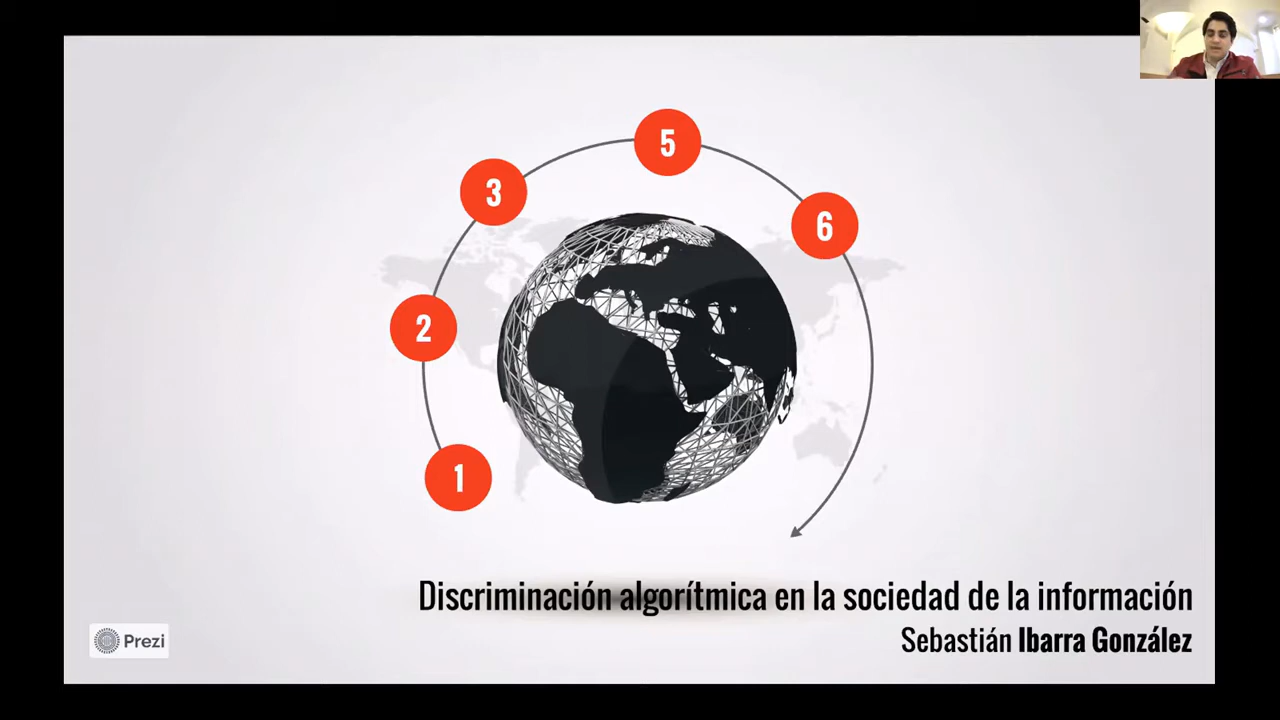 5
3
6
2
1
Discriminación algorítmica en la sociedad de la información
Sebastián Ibarra González
Prezi